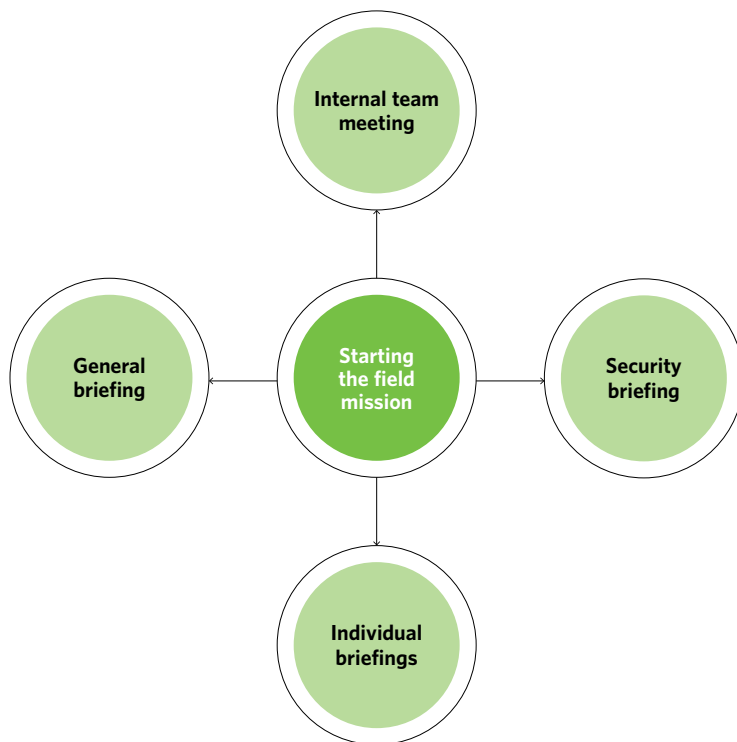 Internal team
meeting
General
briefing
Starting
the field
mission
Security
briefing
Individual
briefings